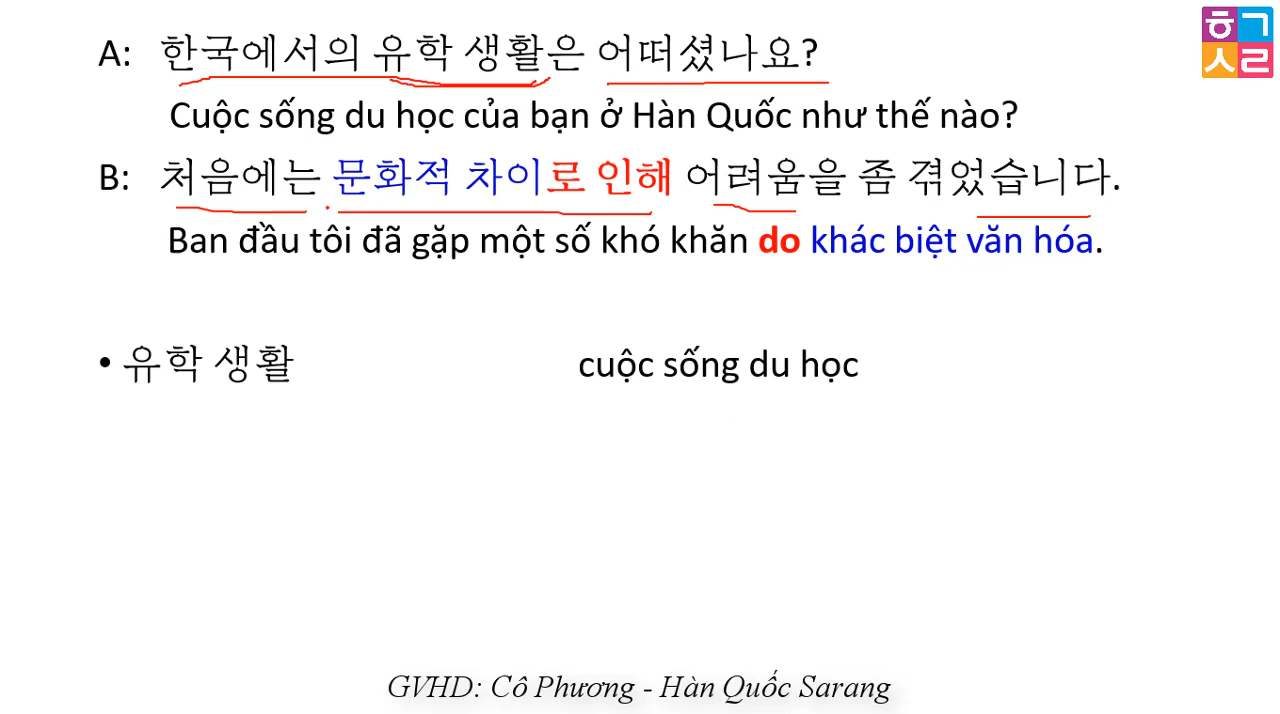 ㅎㄱ
ㅅㄹ
A: 한국에서의 유학 생활은 어떠셨나요?
Cuộc sống du học của bạn ở Hàn Quốc như thế nào?
B: 처음에는 문화적 차이로 인해 어려움을 좀 겪었습니다.
Ban đầu tôi đã gặp một số khó khăn do khác biệt văn hóa.
• 유학 생활 cuộc sống du học
GVHD: Cô Phương - Hàn Quốc Sarang